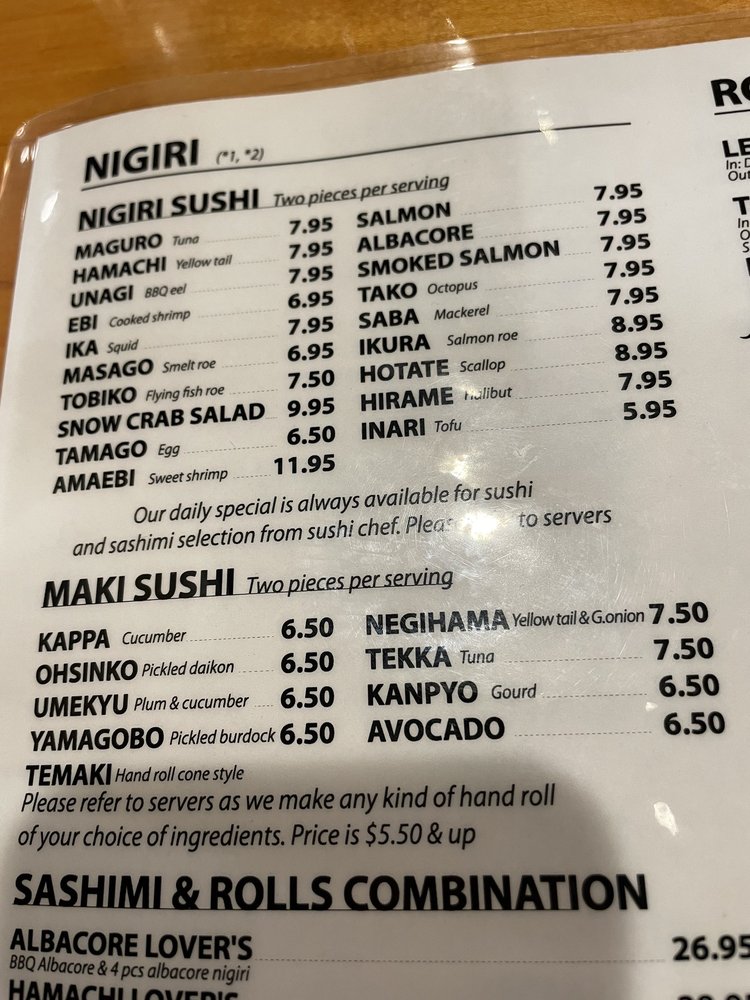 NIGIRI (*1, *2)
NIGIRI SUSHI Two pieces per serving
MAGURO Tuna 7.95
HAMACHI Yellow tail 7.95
UNAGI BBQ eel 7.95
EBI Cooked shrimp 6.95
IKA Squid 7.95
MASAGO Smelt roe 6.95
TOBIKO Flying fish roe 7.50
SNOW CRAB SALAD 9.95
TAMAGO Egg 6.50
AMAEBI Sweet shrimp 11.95
SALMON 7.95
ALBACORE 7.95
SMOKED SALMON 7.95
TAKO Octopus 7.95
SABA Mackerel 7.95
IKURA Salmon roe 8.95
HOTATE Scallop 8.95
HIRAME Halibut 7.95
INARI Tofu 5.95
Our daily special is always available for sushi
and sashimi selection from sushi chef. to servers
MAKI SUSHI Two pieces per serving
KAPPA Cucumber 6.50
OHSINKO Pickled daikon 6.50
UMEKYU Plum & cucumber 6.50
YAMAGOBO Pickled burdock 6.50
NEGIHAMA Yellow tail & G.onion 7.50
TEKKA Tuna 7.50
KANPYO Gourd 6.50
AVOCADO 6.50
TEMAKI Hand roll cone style
Please refer to servers as we make any kind of hand roll
of your choice of ingredients. Price is $5.50 & up
SASHIMI & ROLLS COMBINATION
ALBACORE LOVER'S 26.95
BBQ Albacore & 4 pcs albacore nigiri
HAMACHI LOVER'S